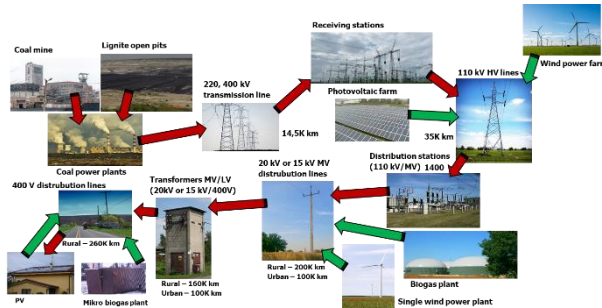 Coal mine
Lignite open pits
Receiving stations
Wind power farm
220, 400 kV
transmission line
Photovoltaic farm
110 kV HV lines
14,5K km
35K km
Coal power plants
Distribution stations
(110 kV/MV)
1400
Transformers MV/LV
(20kV or 15 kV/400V)
20 kV or 15 kV MV
distrubution lines
400 V distrubution lines
Rural – 260K km
PV
Mikro biogas plant
Rural – 160K km
Urban – 100K km
Rural – 200K km
Urban – 100K km
Single wind power plant
Biogas plant